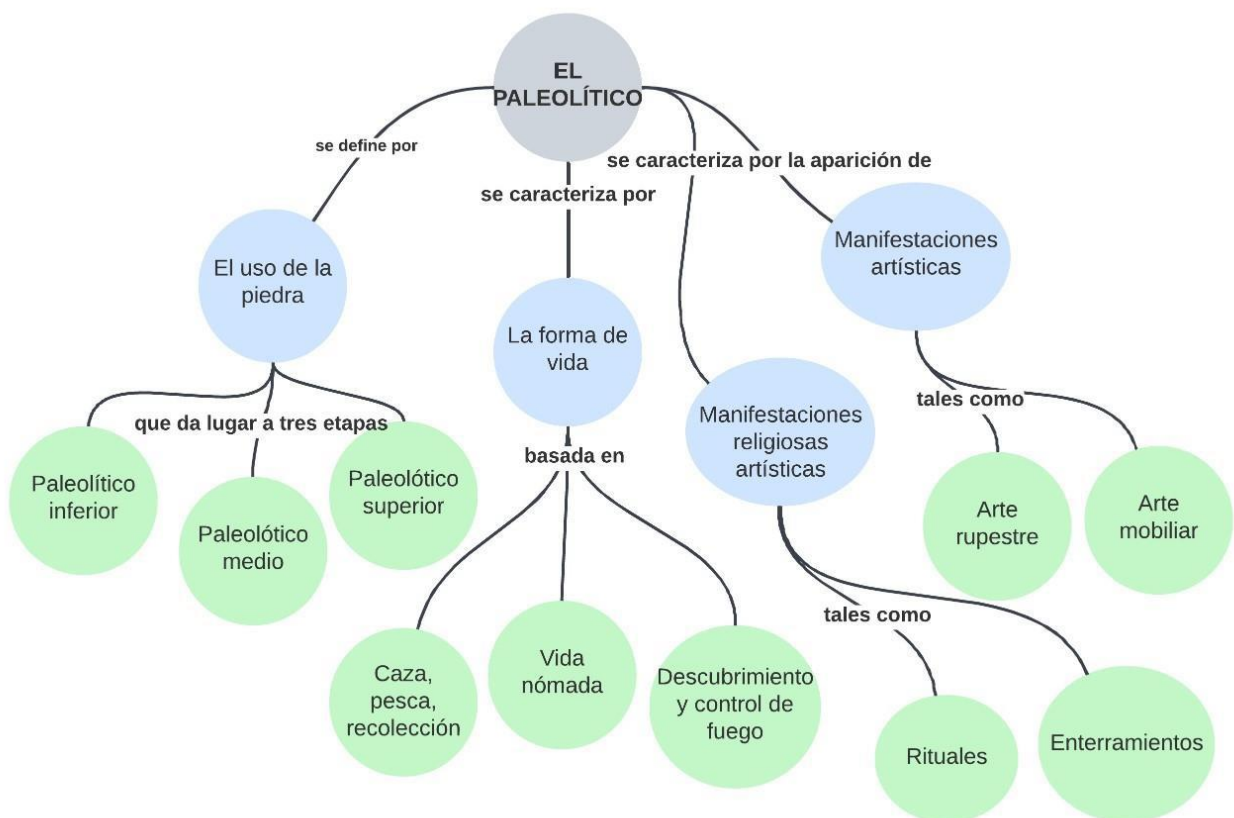 EL
PALEOLÍTICO
se define por
se caracteriza por
se caracteriza por la aparición de
El uso de la
piedra
que da lugar a tres etapas
Paleolítico
inferior
Paleolótico
medio
Paleolótico
superior
La forma de
vida
basada en
Caza,
pesca,
recolección
Vida
nómada
Descubrimiento
y control de
fuego
Manifestaciones
religiosas
artísticas
tales como
Rituales
Enterramientos
Manifestaciones
artísticas
tales como
Arte
rupestre
Arte
mobiliar